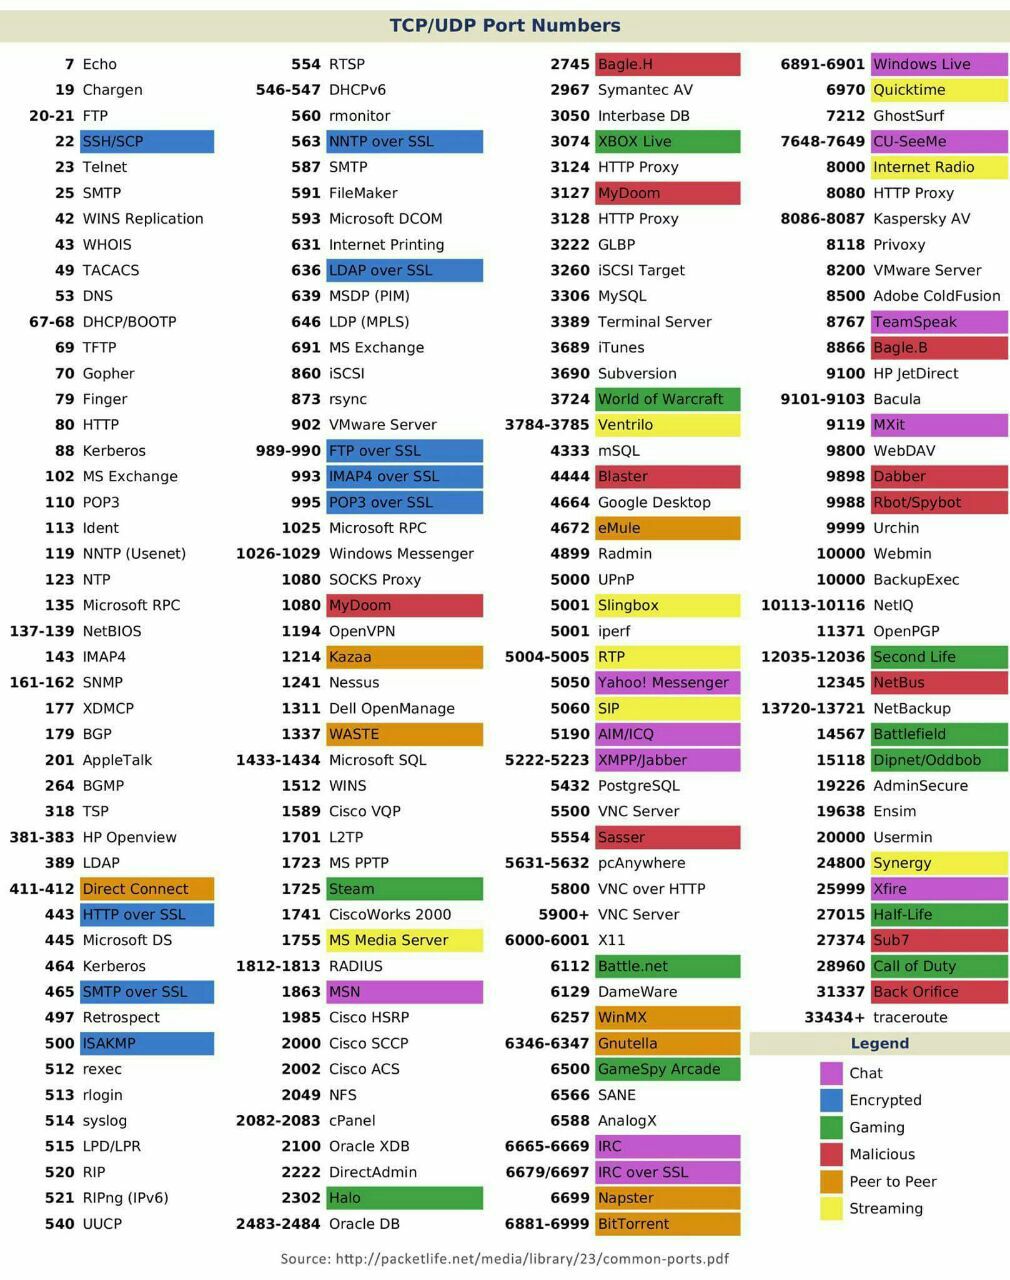 TCP/UDP Port Numbers
7 Echo
19 Chargen
20-21 FTP
22 SSH/SCP
23 Telnet
25 SMTP
42 WINS Replication
43 WHOIS
49 TACACS
53 DNS
67-68 DHCP/BOOTP
69 TFTP
70 Gopher
79 Finger
80 HTTP
88 Kerberos
102 MS Exchange
110 POP3
113 Ident
119 NNTP (Usenet)
123 NTP
135 Microsoft RPC
137-139 NetBIOS
143 IMAP4
161-162 SNMP
177 XDMCP
179 BGP
201 AppleTalk
264 BGMP
318 TSP
381-383 HP Openview
389 LDAP
411-412 Direct Connect
443 HTTP over SSL
445 Microsoft DS
464 Kerberos
465 SMTP over SSL
497 Retrospect
500 ISAKMP
512 rexec
513 rlogin
514 syslog
515 LPD/LPR
520 RIP
521 RIPng (IPv6)
540 UUCP
554 RTSP
546-547 DHCPv6
560 rmonitor
563 NNTP over SSL
587 SMTP
591 FileMaker
593 Microsoft DCOM
631 Internet Printing
636 LDAP over SSL
639 MSDP (PIM)
646 LDP (MPLS)
691 MS Exchange
860 iSCSI
873 rsync
902 VMware Server
989-990 FTP over SSL
993 IMAP4 over SSL
995 POP3 over SSL
1025 Microsoft RPC
1026-1029 Windows Messenger
1080 SOCKS Proxy
1080 MyDoom
1194 OpenVPN
1214 Kazaa
1241 Nessus
1311 Dell OpenManage
1337 WASTE
1433-1434 Microsoft SQL
1512 WINS
1589 Cisco VQP
1701 L2TP
1723 MS PPTP
1725 Steam
1741 CiscoWorks 2000
1755 MS Media Server
1812-1813 RADIUS
1863 MSN
1985 Cisco HSRP
2000 Cisco SCCP
2002 Cisco ACS
2049 NFS
2082-2083 cPanel
2100 Oracle XDB
2222 DirectAdmin
2302 Halo
2483-2484 Oracle DB
2745 Bagle.H
2967 Symantec AV
3050 Interbase DB
3074 XBOX Live
3124 HTTP Proxy
3127 MyDoom
3128 HTTP Proxy
3222 GLBP
3260 iSCSI Target
3306 MySQL
3389 Terminal Server
3689 iTunes
3690 Subversion
3724 World of Warcraft
3784-3785 Ventrilo
4333 mSQL
4444 Blaster
4664 Google Desktop
4672 eMule
4899 Radmin
5000 UPnP
5001 Slingbox
5001 iperf
5004-5005 RTP
5050 Yahoo! Messenger
5060 SIP
5190 AIM/ICQ
5222-5223 XMPP/Jabber
5432 PostgreSQL
5500 VNC Server
5554 Sasser
5631-5632 pcAnywhere
5800 VNC over HTTP
5900+ VNC Server
6000-6001 X11
6112 Battle.net
6129 DameWare
6257 WinMX
6346-6347 Gnutella
6500 GameSpy Arcade
6566 SANE
6588 AnalogX
6665-6669 IRC
6679/6697 IRC over SSL
6699 Napster
6881-6999 BitTorrent
6891-6901 Windows Live
6970 Quicktime
7212 GhostSurf
7648-7649 CU-SeeMe
8000 Internet Radio
8080 HTTP Proxy
8086-8087 Kaspersky AV
8118 Privoxy
8200 VMware Server
8500 Adobe ColdFusion
8767 TeamSpeak
8866 Bagle.B
9100 HP JetDirect
9101-9103 Bacula
9119 MXit
9800 WebDAV
9898 Dabber
9988 Rbot/Spybot
9999 Urchin
10000 Webmin
10000 BackupExec
10113-10116 NetIQ
11371 OpenPGP
12035-12036 Second Life
12345 NetBus
13720-13721 NetBackup
14567 Battlefield
15118 Dipnet/Oddbob
19226 AdminSecure
19638 Ensim
20000 Usermin
24800 Synergy
25999 Xfire
27015 Half-Life
27374 Sub7
28960 Call of Duty
31337 Back Orifice
33434+ traceroute
Legend
Chat
Encrypted
Gaming
Malicious
Peer to Peer
Streaming
Source: http://packetlife.net/media/library/23/common-ports.pdf